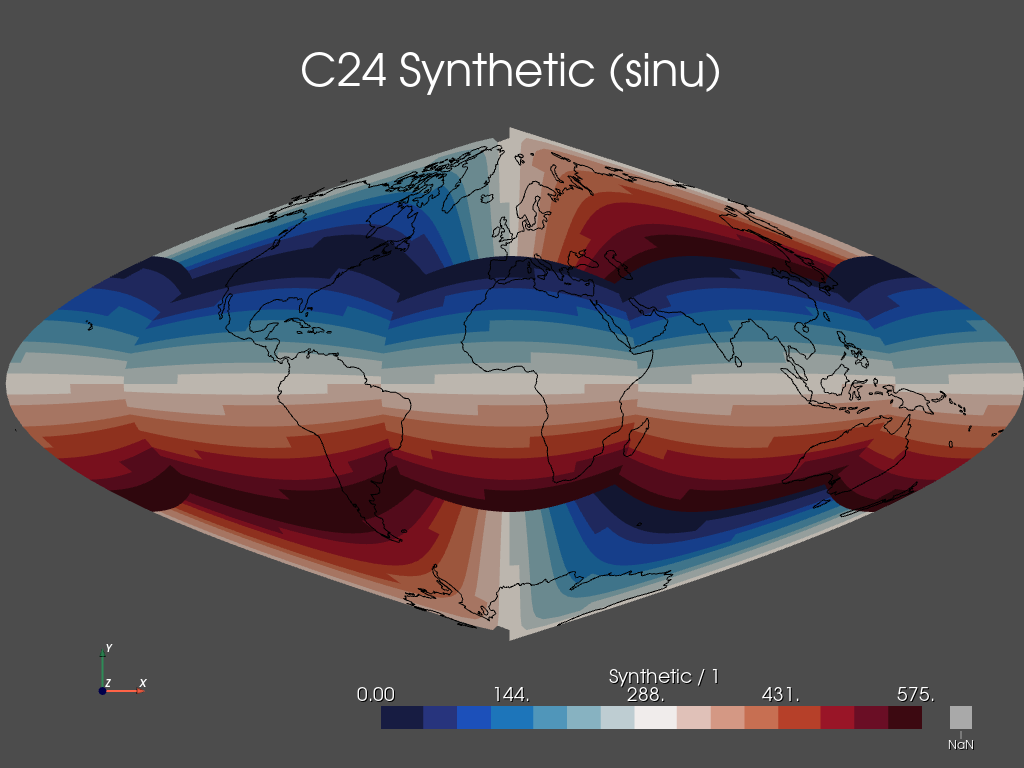 C24 Synthetic (sinu)
Y
Z X
Synthetic / 1
0.00 144. 288. 431. 575.
NaN